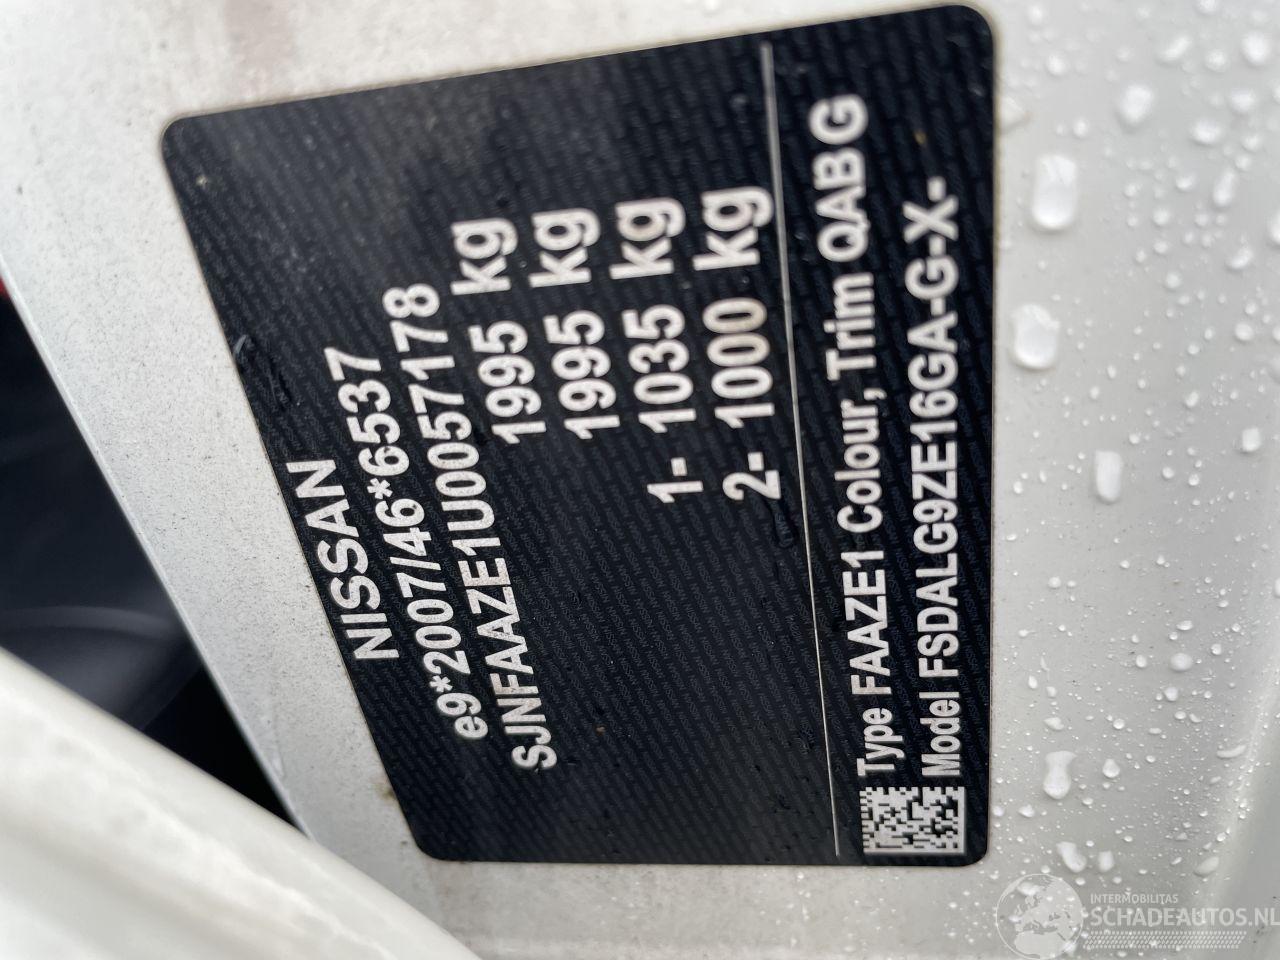 NISSAN
e9*2007/46*6537
SJNFAAZE1U0057178
1995 kg
1995 kg
1- 1035 kg
2- 1000 kg
Type FAAZE1 Colour, Trim QAB G
Model FSDALG9ZE16GA-G-X-
INTERMOBILITAS
SCHADEAUTOS.NL